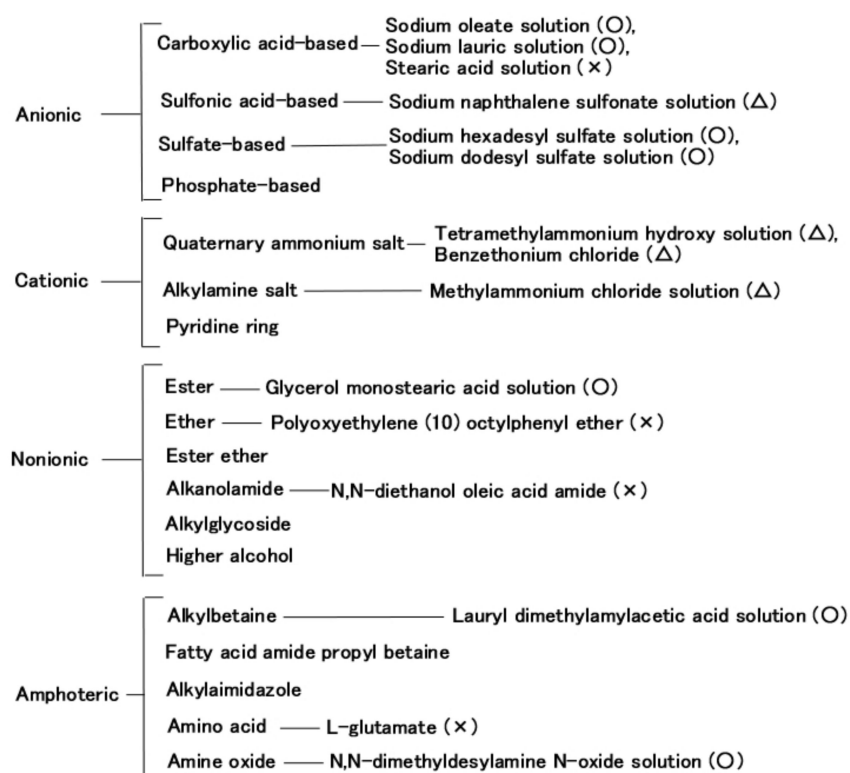 Anionic
Carboxylic acid-based
Sodium oleate solution (○),
Sodium lauric solution (○),
Stearic acid solution (×)
Sulfonic acid-based
Sodium naphthalene sulfonate solution (△)
Sulfate-based
Sodium hexadesyl sulfate solution (○),
Sodium dodesyl sulfate solution (○)
Phosphate-based
Cationic
Quaternary ammonium salt
Tetramethylammonium hydroxy solution (△),
Benzethonium chloride (△)
Alkylamine salt
Methylammonium chloride solution (△)
Pyridine ring
Nonionic
Ester
Glycerol monostearic acid solution (○)
Ether
Polyoxyethylene (10) octylphenyl ether (×)
Ester ether
Alkanolamide
N,N-diethanol oleic acid amide (×)
Alkylglycoside
Higher alcohol
Amphoteric
Alkylbetaine
Lauryl dimethylamylacetic acid solution (○)
Fatty acid amide propyl betaine
Alkylaimidazole
Amino acid
L-glutamate (×)
Amine oxide
N,N-dimethyldesylamine N-oxide solution (○)